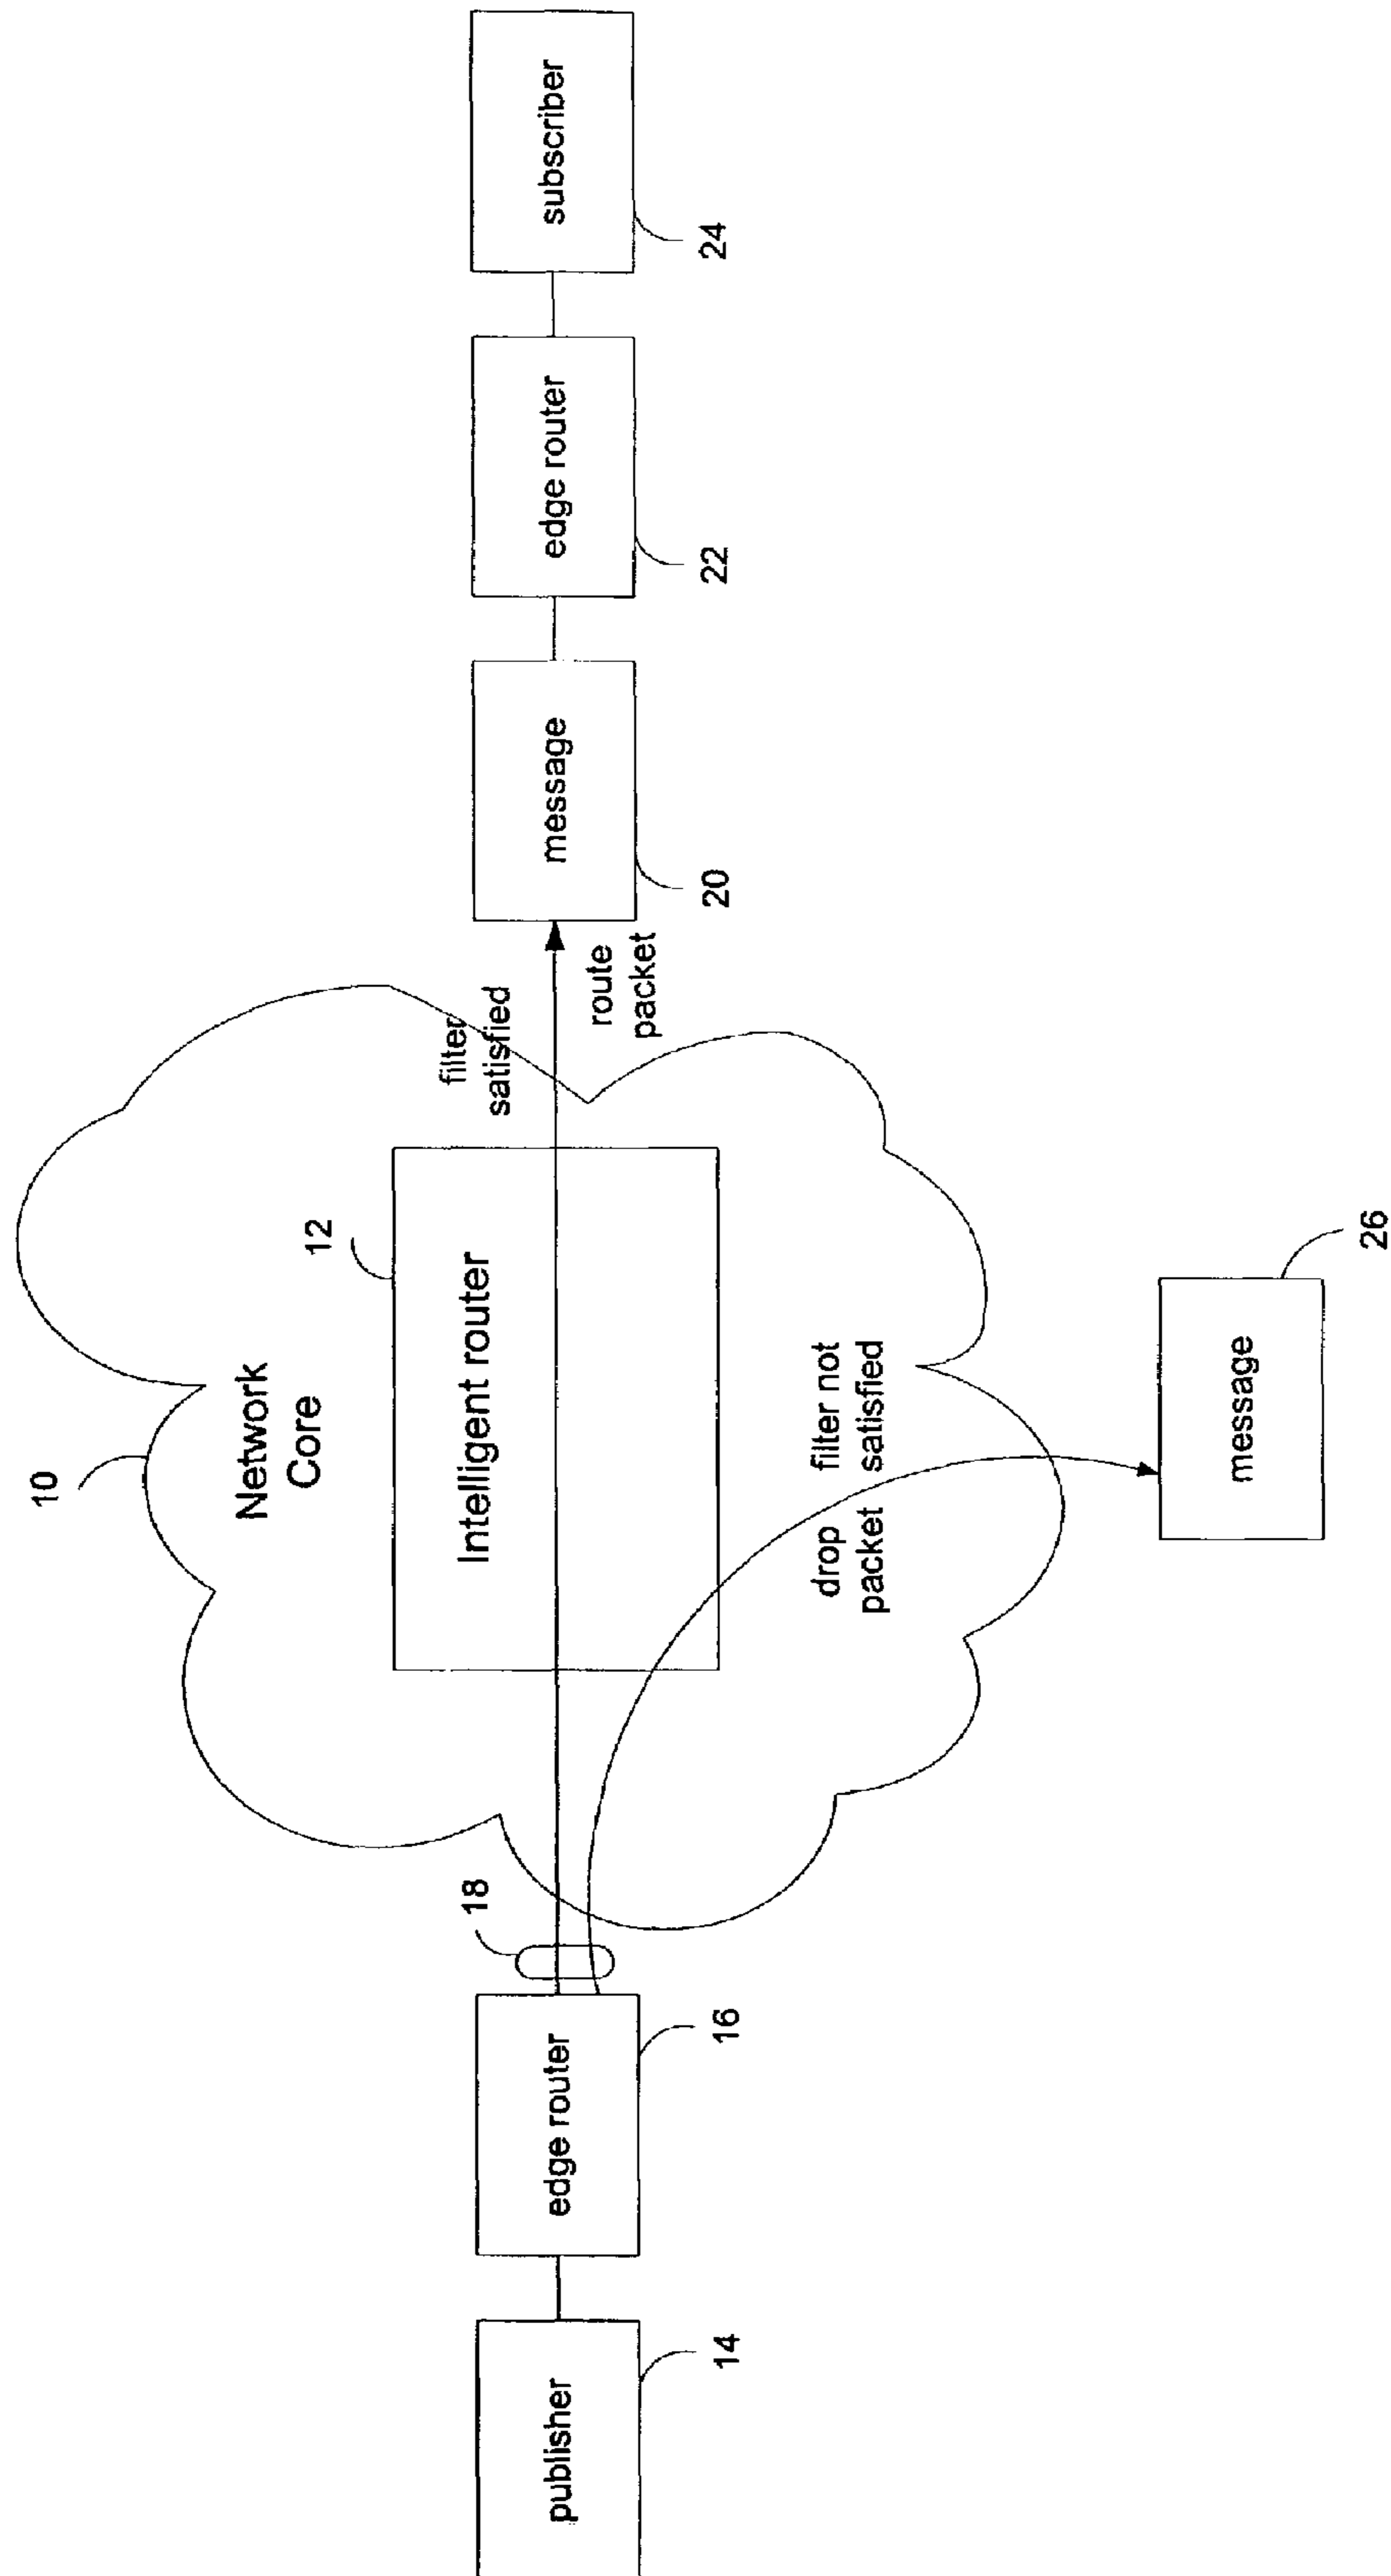 10
Network
Core
12
Intelligent router
filter
satisfied
route
packet
publisher
14
edge router
16
18
message
20
edge router
22
subscriber
24
drop
packet
filter not
satisfied
message
26